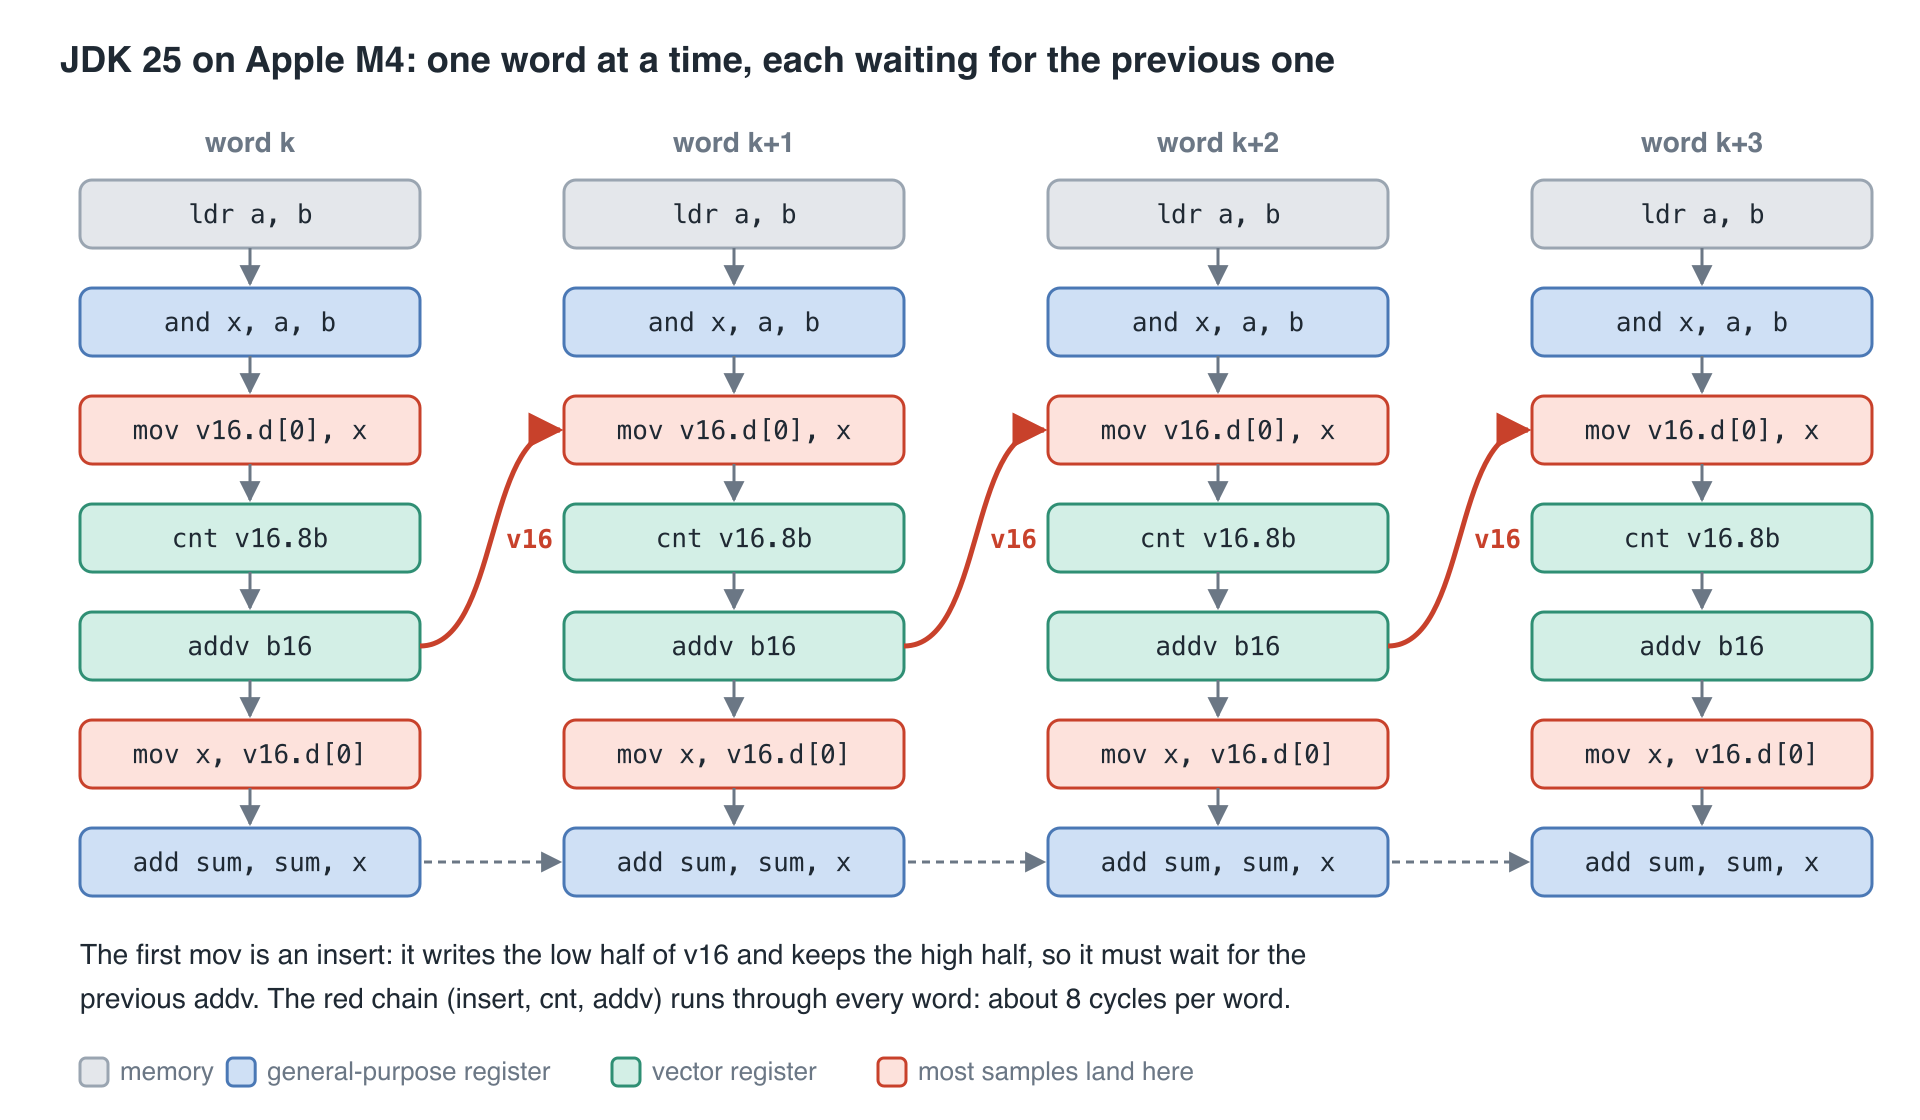 JDK 25 on Apple M4: one word at a time, each waiting for the previous one
word k
word k+1
word k+2
word k+3
ldr a, b
ldr a, b
ldr a, b
ldr a, b
and x, a, b
and x, a, b
and x, a, b
and x, a, b
mov v16.d[0], x
mov v16.d[0], x
mov v16.d[0], x
mov v16.d[0], x
cnt v16.8b
v16
cnt v16.8b
v16
cnt v16.8b
v16
cnt v16.8b
addv b16
addv b16
addv b16
addv b16
mov x, v16.d[0]
mov x, v16.d[0]
mov x, v16.d[0]
mov x, v16.d[0]
add sum, sum, x
add sum, sum, x
add sum, sum, x
add sum, sum, x
The first mov is an insert: it writes the low half of v16 and keeps the high half, so it must wait for the
previous addv. The red chain (insert, cnt, addv) runs through every word: about 8 cycles per word.
memory
general-purpose register
vector register
most samples land here